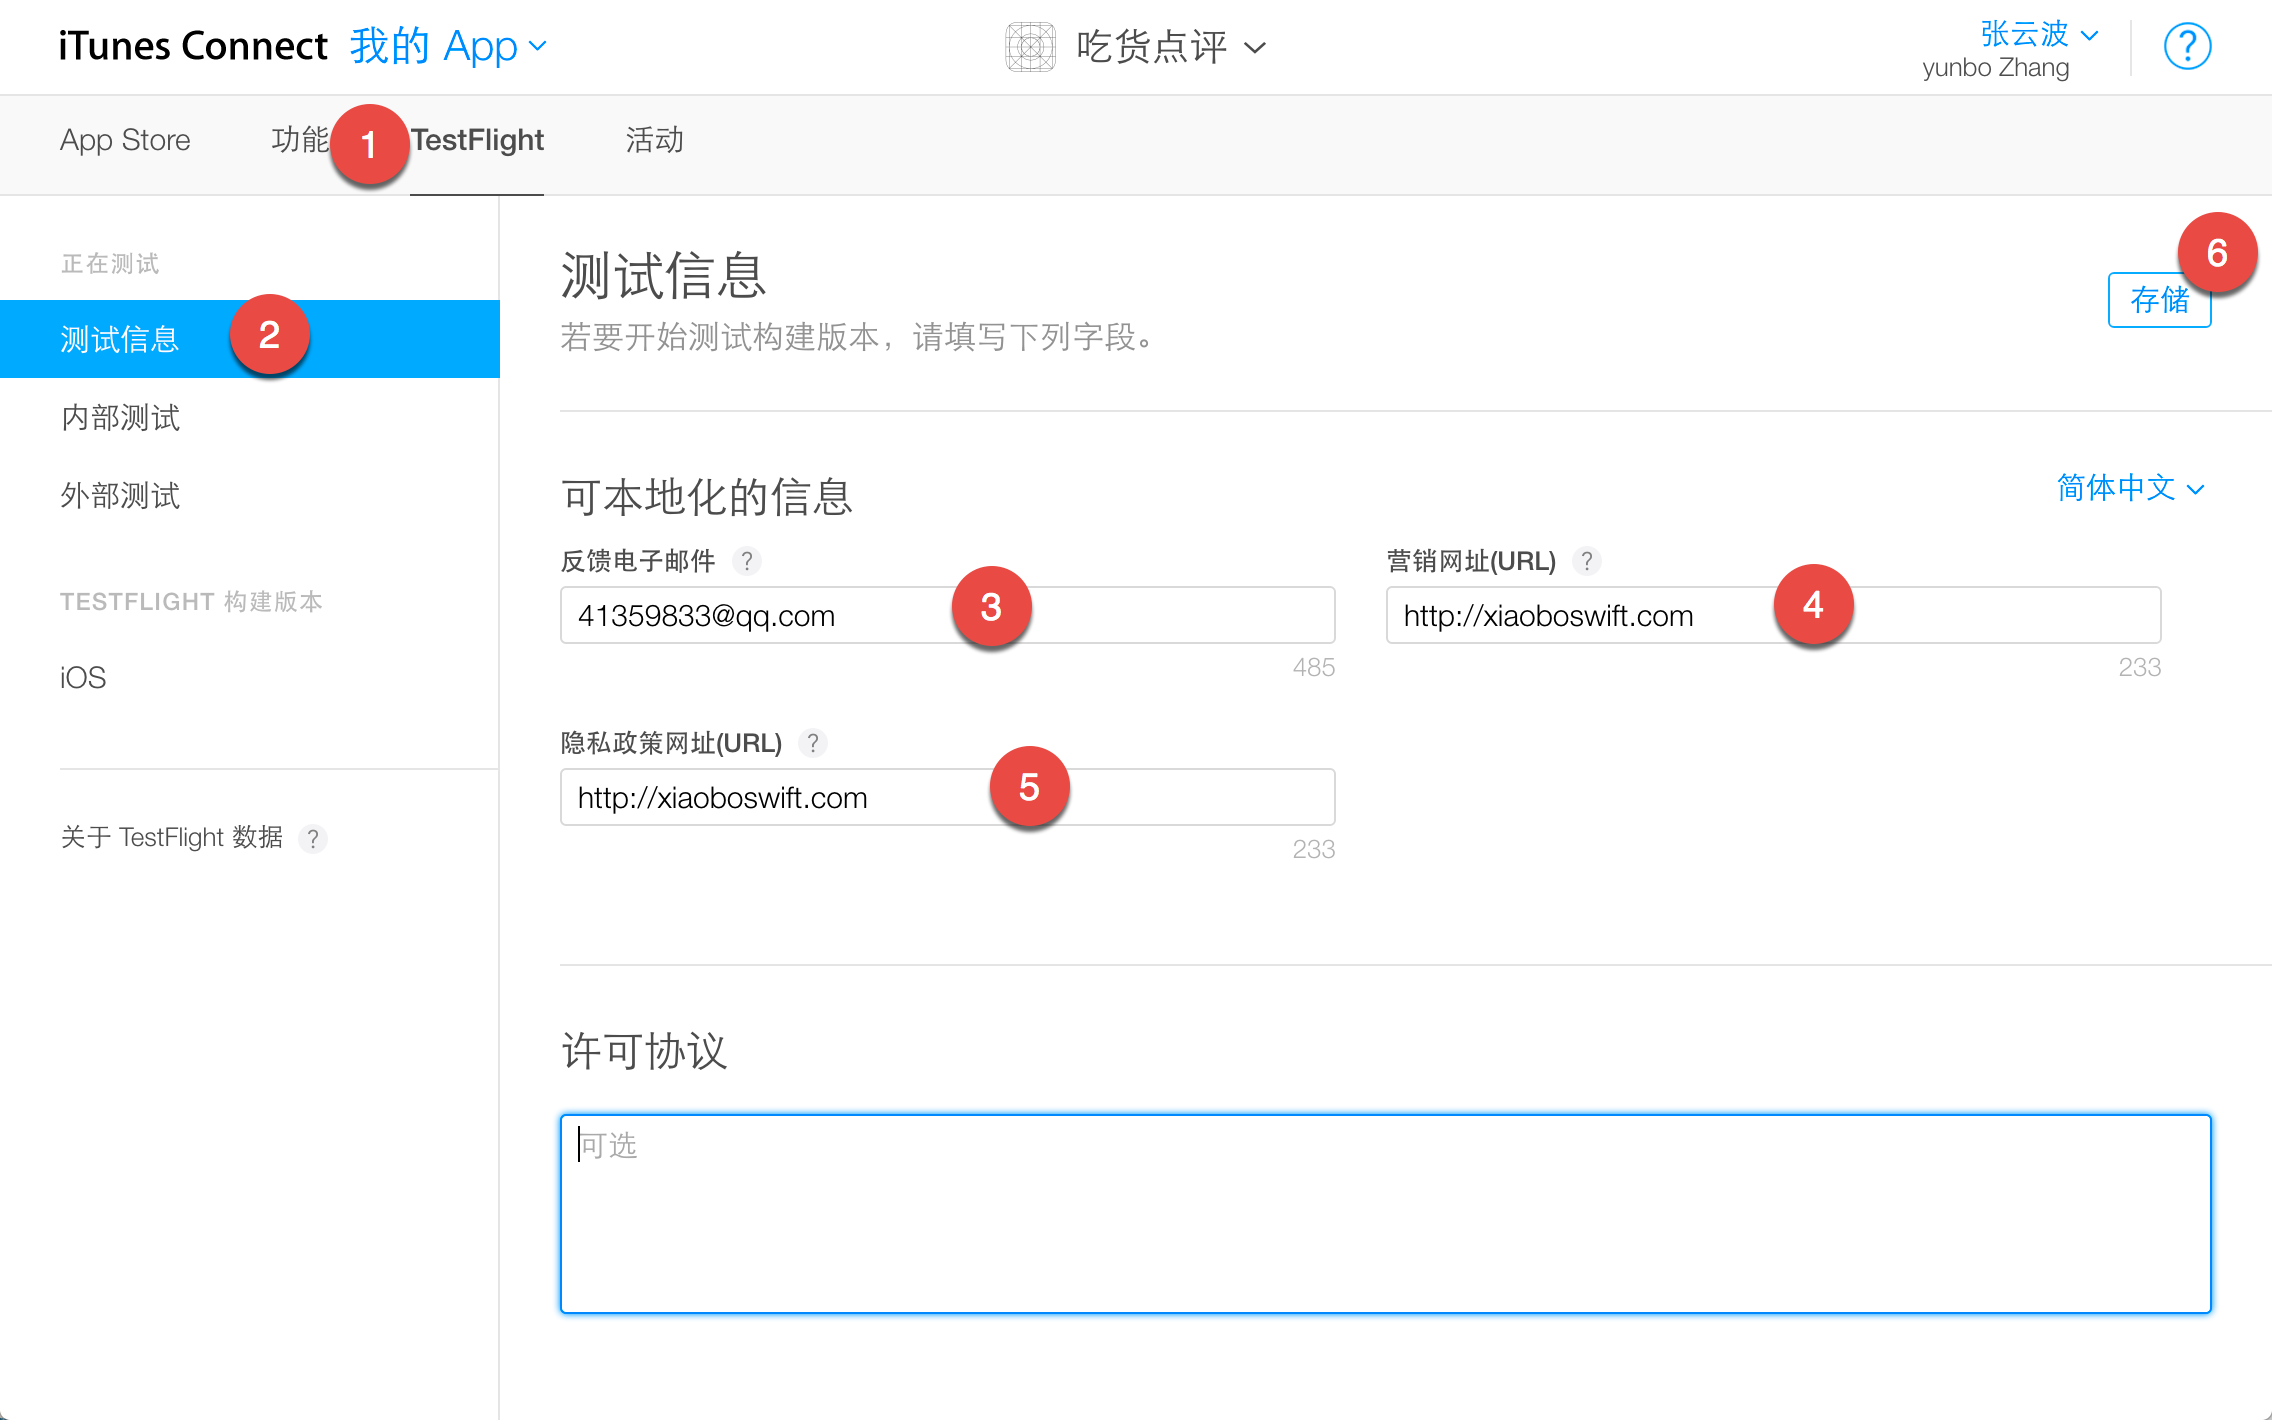 iTunes Connect 我的 App
吃货点评
张云波
yunbo Zhang
?
App Store 功能 1 TestFlight 活动
正在测试
测试信息 2
内部测试
外部测试
TESTFLIGHT 构建版本
iOS
关于 TestFlight 数据 ?
测试信息
若要开始测试构建版本，请填写下列字段。
6
存储
可本地化的信息
简体中文
反馈电子邮件 ?
41359833@qq.com 3
485
营销网址(URL) ?
http://xiaoboswift.com 4
233
隐私政策网址(URL) ?
http://xiaoboswift.com 5
233
许可协议
可选